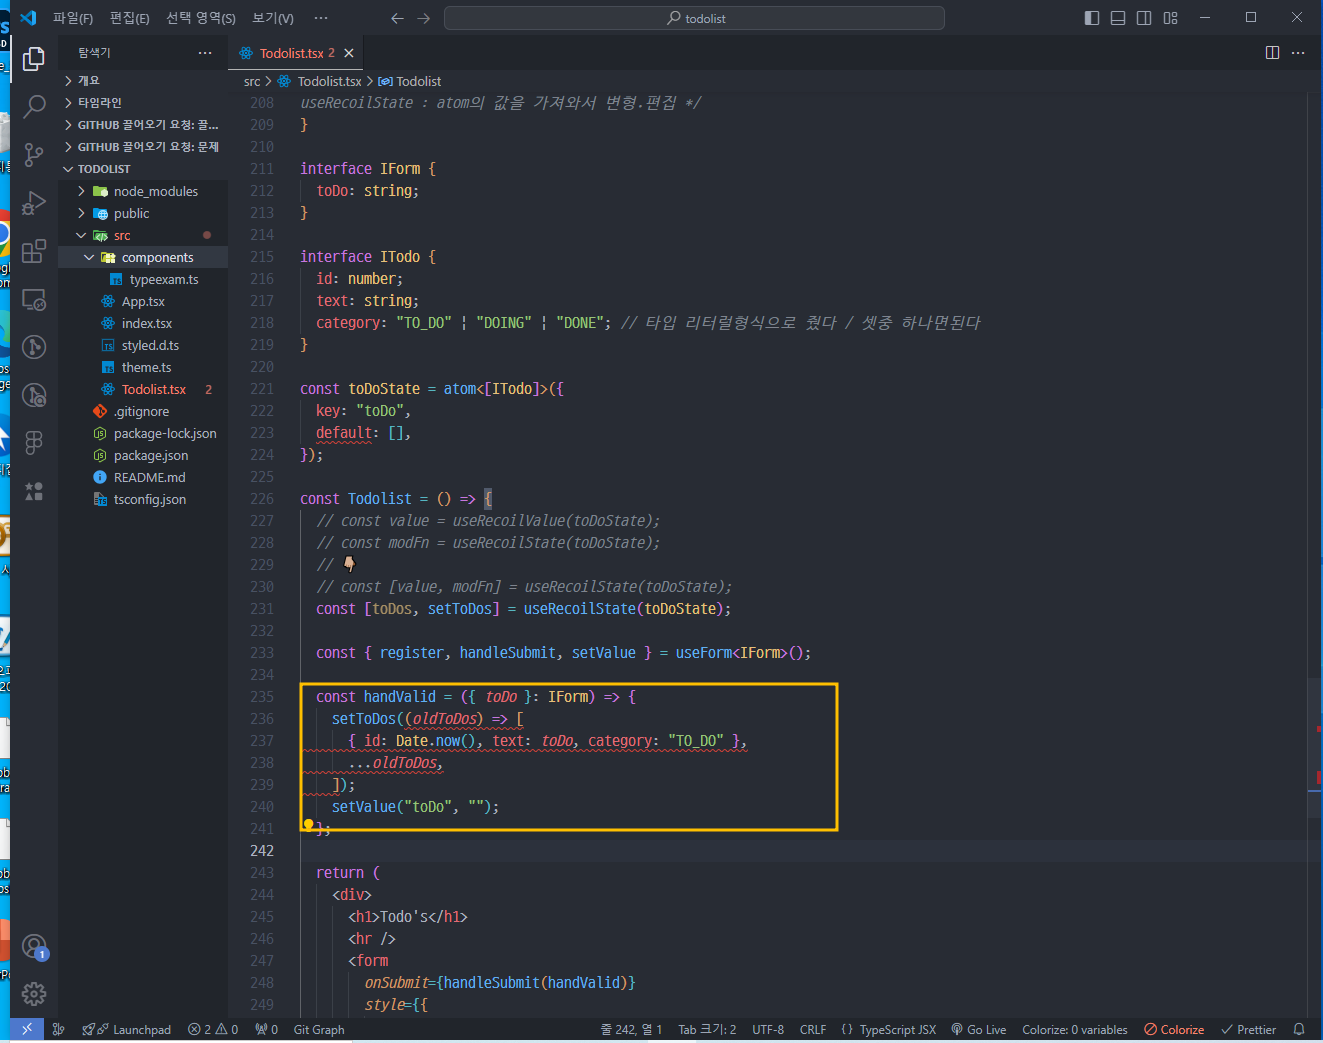 파일(F) 편집(E) 선택 영역(S) 보기(V) ··· todolist
탐색기 ···
개요
타임라인
GITHUB 끌어오기 요청: 끌...
GITHUB 끌어오기 요청: 문제
TODOLIST
node_modules
public
src
components
typeexam.ts
App.tsx
index.tsx
styled.d.ts
theme.ts
Todolist.tsx 2
.gitignore
package-lock.json
package.json
README.md
tsconfig.json
Todolist.tsx 2
src > Todolist.tsx > Todolist
208 useRecoilState : atom의 값을 가져와서 변형.편집 */
209 }
210
211 interface IForm {
212 toDo: string;
213 }
214
215 interface ITodo {
216 id: number;
217 text: string;
218 category: "TO_DO" | "DOING" | "DONE"; // 타입 리터럴형식으로 줬다 / 셋중 하나면된다
219 }
220
221 const toDoState = atom<[ITodo]>({
222 key: "toDo",
223 default: [],
224 });
225
226 const Todolist = () => {
227 // const value = useRecoilValue(toDoState);
228 // const modFn = useRecoilState(toDoState);
229 // 👇
230 // const [value, modFn] = useRecoilState(toDoState);
231 const [toDos, setToDos] = useRecoilState(toDoState);
232
233 const { register, handleSubmit, setValue } = useForm<IForm>();
234
235 const handValid = ({ toDo }: IForm) => {
236 setToDos((oldToDos) => [
237 { id: Date.now(), text: toDo, category: "TO_DO" },
238 ...oldToDos,
239 ]);
240 setValue("toDo", "");
241 };
242
243 return (
244 <div>
245 <h1>Todo's</h1>
246 <hr />
247 <form
248 onSubmit={handleSubmit(handValid)}
249 style={{
1
Launchpad 2 0 0 Git Graph 줄 242, 열 1 Tab 크기: 2 UTF-8 CRLF {} TypeScript JSX Go Live Colorize: 0 variables Colorize Prettier